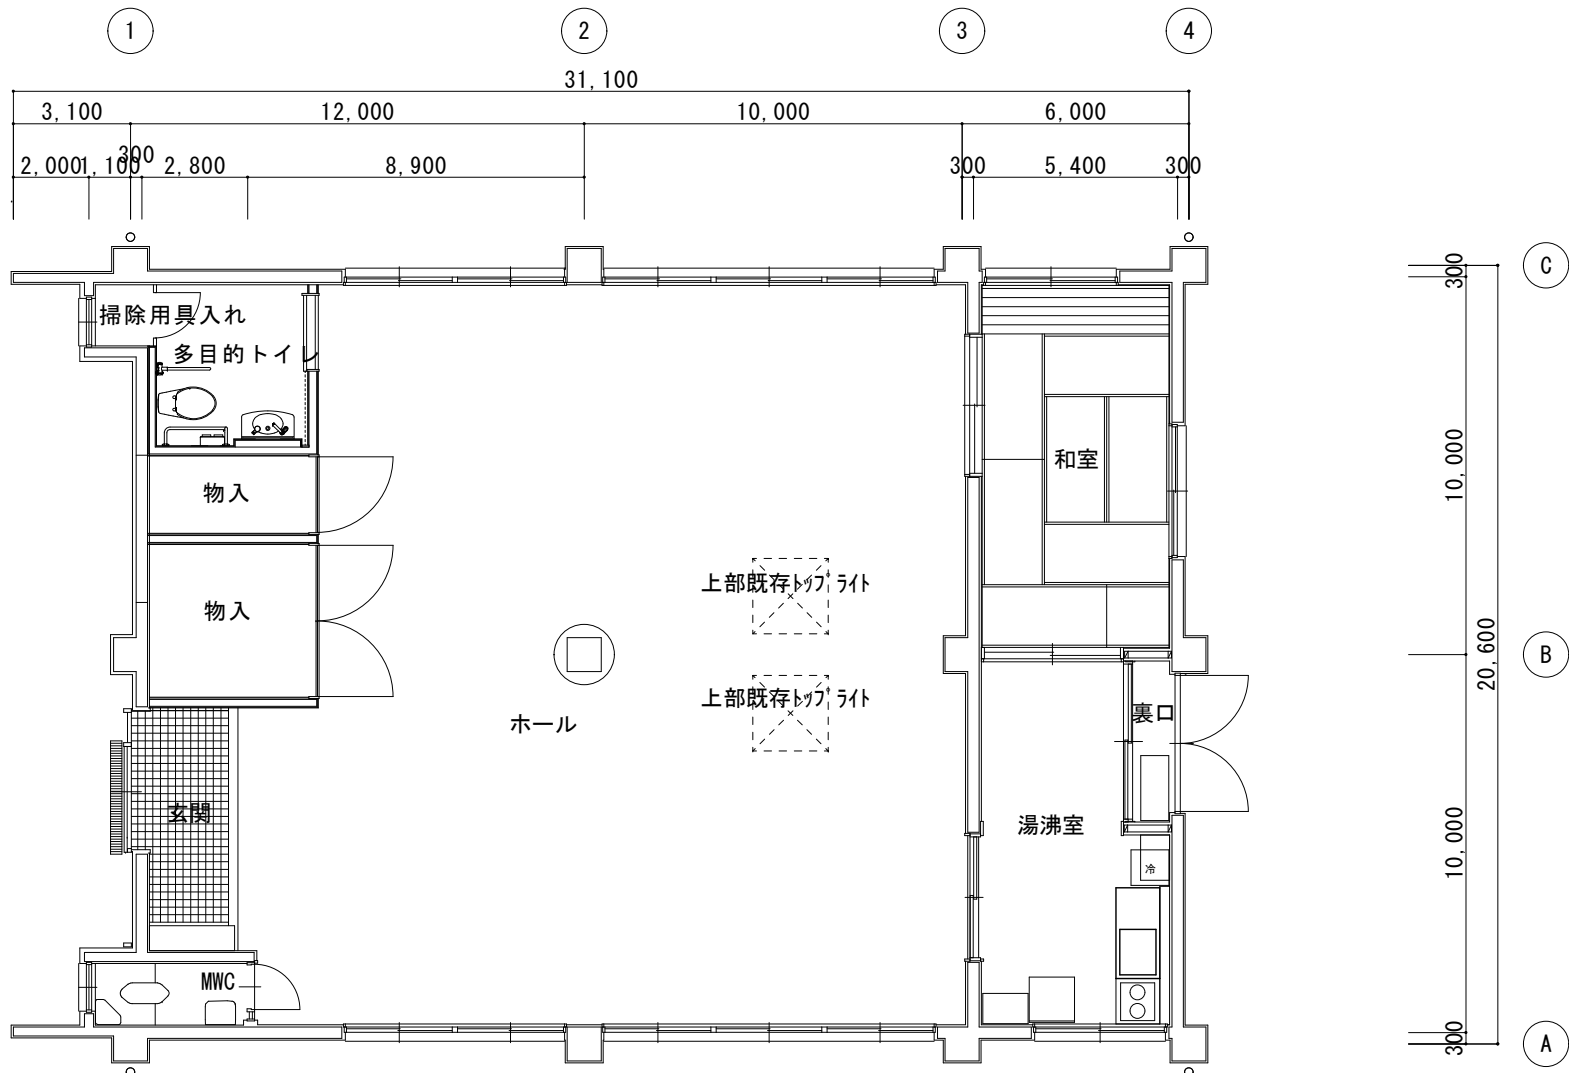 1 2 3 4
31,100
3,100 12,000 10,000 6,000
2,000 1,100 300 2,800 8,900 300 5,400 300
C
300
掃除用具入れ
多目的トイレ
10,000
和室
物入
上部既存トップライト
物入
20,600
B
上部既存トップライト
裏口
ホール
玄関
湯沸室
10,000
冷
MWC
300
A